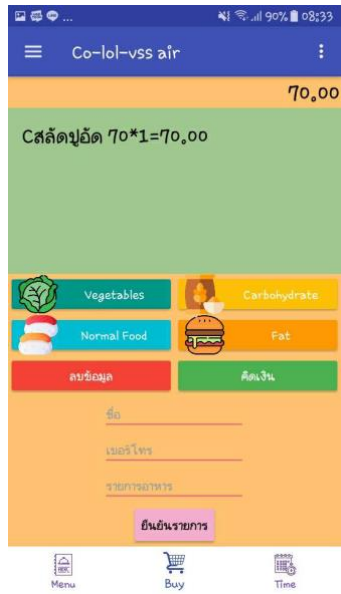 ... 90% 08:33
Co-lol-vss air
70.00
Cสลัดปูอัด 70*1=70.00
Vegetables
Carbohydrate
Normal Food
Fat
ลบข้อมูล
คิดเงิน
ชื่อ
เบอร์โทร
รายการอาหาร
ยืนยันรายการ
Menu
Buy
Time